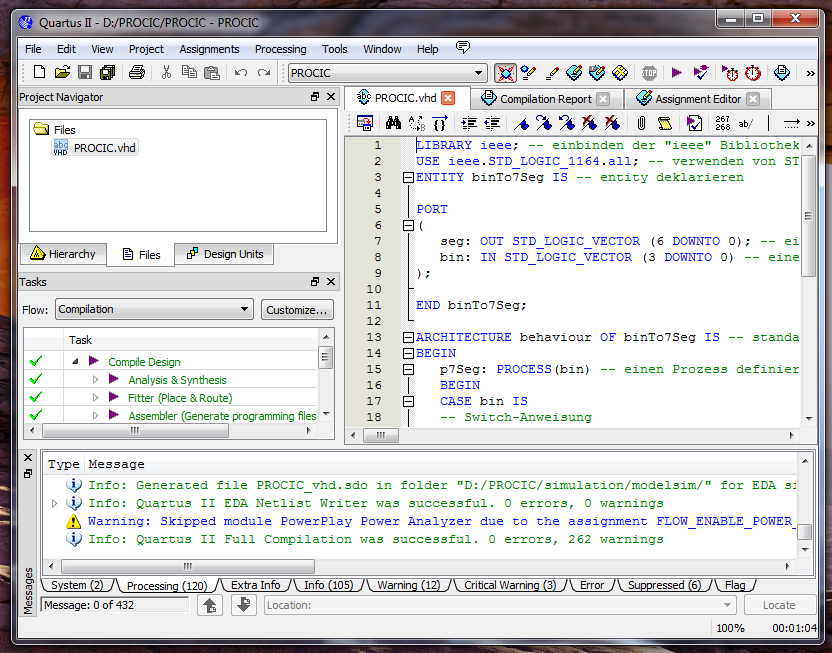 Quartus II - D:/PROCIC/PROCIC - PROCIC
File Edit View Project Assignments Processing Tools Window Help
PROCIC
STOP
Project Navigator
Files
abc
VHD
PROCIC.vhd
Hierarchy Files Design Units
Tasks
Flow: Compilation Customize...
Task
Compile Design
Analysis & Synthesis
Fitter (Place & Route)
Assembler (Generate programming files
abc PROCIC.vhd Compilation Report Assignment Editor
267
268 ab/
1 LIBRARY ieee; -- einbinden der "ieee" Bibliothek
2 USE ieee.STD_LOGIC_1164.all; -- verwenden von ST
3 ENTITY binTo7Seg IS -- entity deklarieren
4
5 PORT
6 (
7 seg: OUT STD_LOGIC_VECTOR (6 DOWNTO 0); -- ei
8 bin: IN STD_LOGIC_VECTOR (3 DOWNTO 0) -- eine
9 );
10
11 END binTo7Seg;
12
13 ARCHITECTURE behaviour OF binTo7Seg IS -- standa
14 BEGIN
15 p7Seg: PROCESS(bin) -- einen Prozess definier
16 BEGIN
17 CASE bin IS
18 -- Switch-Anweisung
Messages
Type Message
Info: Generated file PROCIC_vhd.sdo in folder "D:/PROCIC/simulation/modelsim/" for EDA si
Info: Quartus II EDA Netlist Writer was successful. 0 errors, 0 warnings
Warning: Skipped module PowerPlay Power Analyzer due to the assignment FLOW_ENABLE_POWER_
Info: Quartus II Full Compilation was successful. 0 errors, 262 warnings
System (2) Processing (120) Extra Info Info (105) Warning (12) Critical Warning (3) Error Suppressed (6) Flag
Message: 0 of 432 Location: Locate
100% 00:01:04